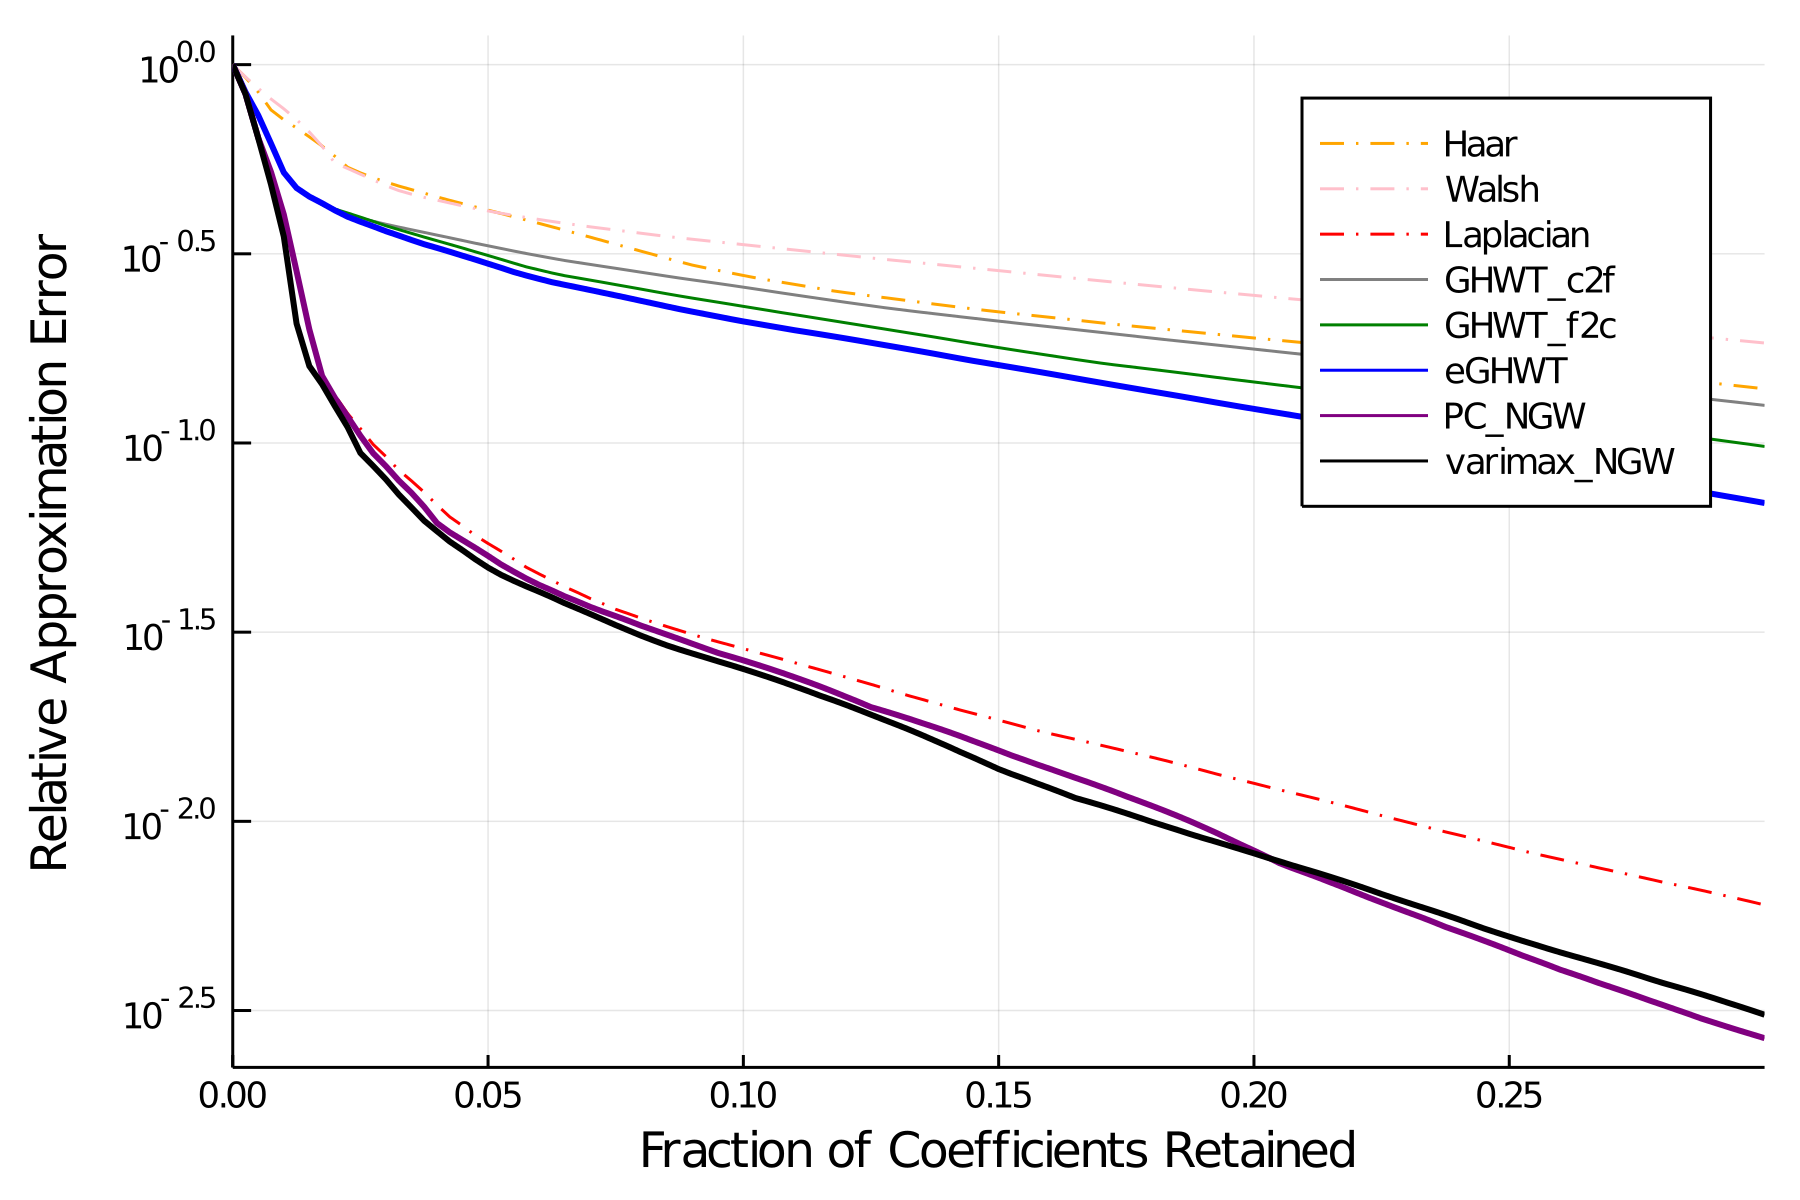 Relative Approximation Error
10^0.0
10^-0.5
10^-1.0
10^-1.5
10^-2.0
10^-2.5
Haar
Walsh
Laplacian
GHWT_c2f
GHWT_f2c
eGHWT
PC_NGW
varimax_NGW
0.00 0.05 0.10 0.15 0.20 0.25
Fraction of Coefficients Retained